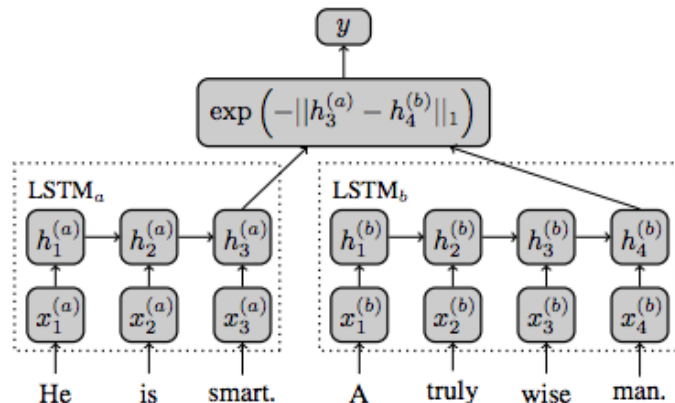 y
exp (−||h₃⁽ᵃ⁾ − h₄⁽ᵇ⁾||₁)
LSTMₐ LSTM_b
h₁⁽ᵃ⁾ h₂⁽ᵃ⁾ h₃⁽ᵃ⁾ h₁⁽ᵇ⁾ h₂⁽ᵇ⁾ h₃⁽ᵇ⁾ h₄⁽ᵇ⁾
x₁⁽ᵃ⁾ x₂⁽ᵃ⁾ x₃⁽ᵃ⁾ x₁⁽ᵇ⁾ x₂⁽ᵇ⁾ x₃⁽ᵇ⁾ x₄⁽ᵇ⁾
He is smart. A truly wise man.